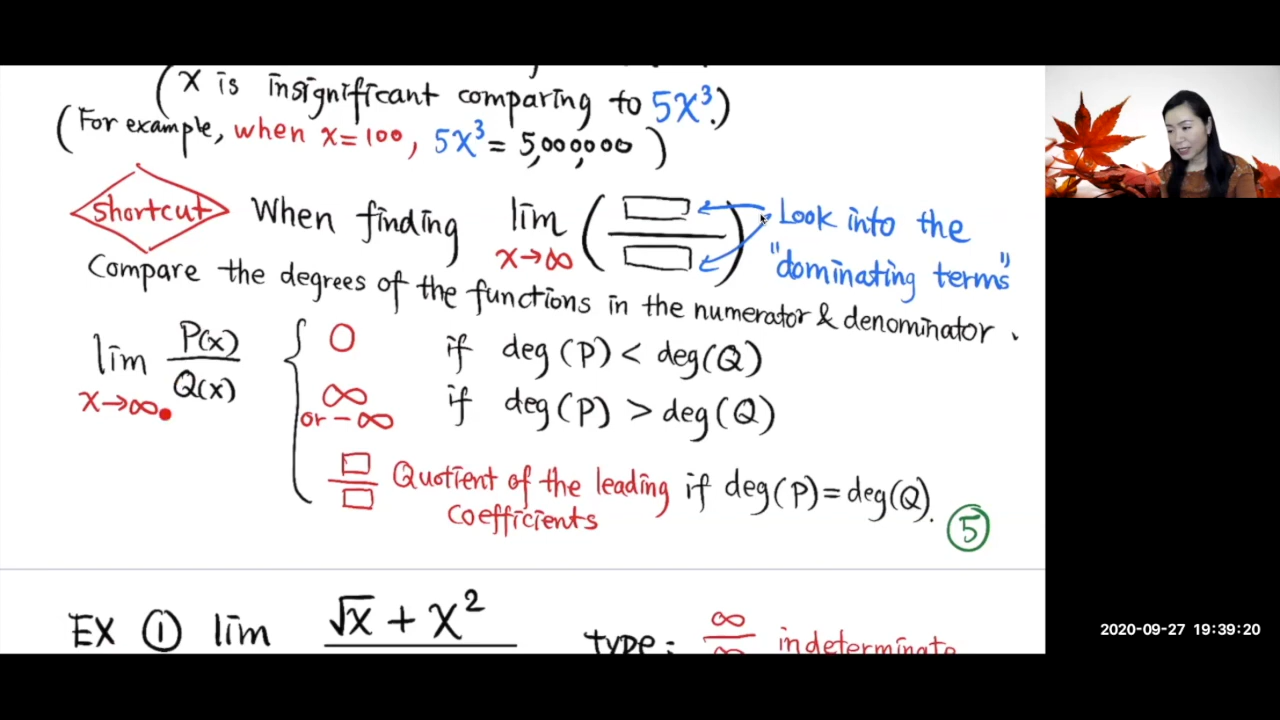 (x is insignificant comparing to 5x³.)
(For example, when x=100, 5x³ = 5,000,000)
Shortcut When finding lim x→∞ (▭/▭) Look into the
"dominating terms"
Compare the degrees of the functions in the numerator & denominator.
lim x→∞ P(x)/Q(x) { 0 if deg(P) < deg(Q)
∞ or -∞ if deg(P) > deg(Q)
▭/▭ Quotient of the leading coefficients if deg(P) = deg(Q).
5
EX ① lim √x + x²
type: ∞ indeterminate
2020-09-27 19:39:20